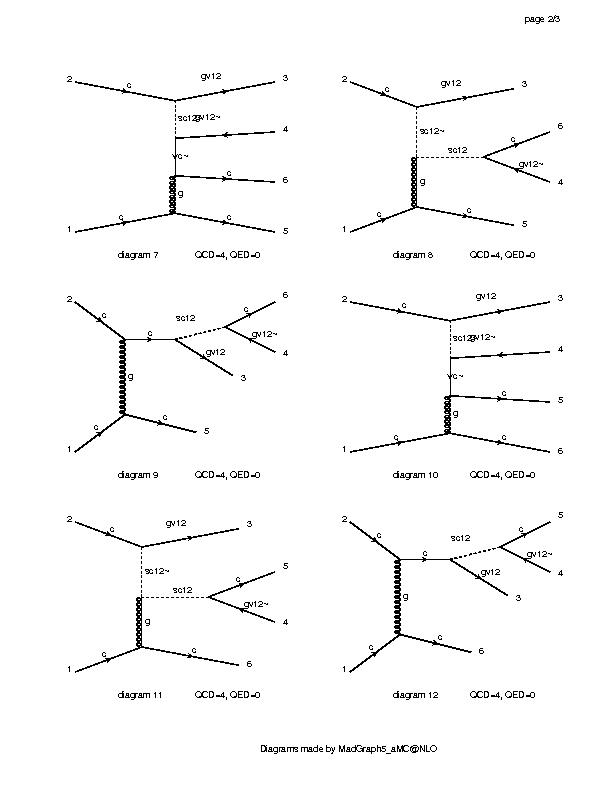 page 2/3
2
c
gv12
3
sc12~
gv12~
4
c~
c
6
g
1
c
c
5
diagram 7
QCD=4, QED=0
2
c
gv12
3
sc12~
sc12
c
6
gv12~
4
g
1
c
c
5
diagram 8
QCD=4, QED=0
2
c
c
sc12
6
c
gv12~
4
gv12
3
g
c
5
1
c
diagram 9
QCD=4, QED=0
2
c
gv12
3
sc12~
gv12~
4
c~
c
5
g
1
c
c
6
diagram 10
QCD=4, QED=0
2
c
gv12
3
sc12~
sc12
c
5
gv12~
4
g
1
c
c
6
diagram 11
QCD=4, QED=0
2
c
c
sc12
5
c
gv12~
4
gv12
3
g
c
6
1
c
diagram 12
QCD=4, QED=0
Diagrams made by MadGraph5_aMC@NLO